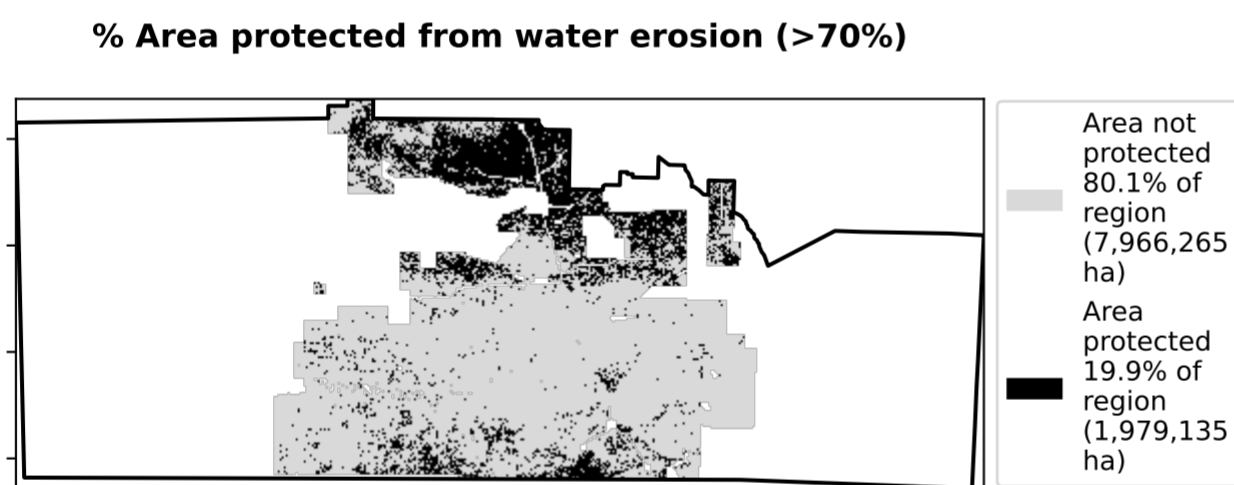 % Area protected from water erosion (>70%)
Area not
protected
80.1% of
region
(7,966,265
ha)
Area
protected
19.9% of
region
(1,979,135
ha)